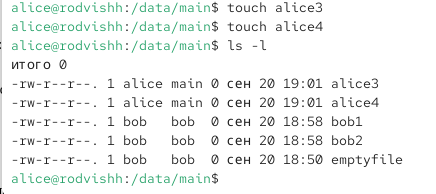 alice@rodvishh:/data/main$ touch alice3
alice@rodvishh:/data/main$ touch alice4
alice@rodvishh:/data/main$ ls -l
итого 0
-rw-r--r--. 1 alice main 0 сен 20 19:01 alice3
-rw-r--r--. 1 alice main 0 сен 20 19:01 alice4
-rw-r--r--. 1 bob   bob  0 сен 20 18:58 bob1
-rw-r--r--. 1 bob   bob  0 сен 20 18:58 bob2
-rw-r--r--. 1 bob   bob  0 сен 20 18:50 emptyfile
alice@rodvishh:/data/main$